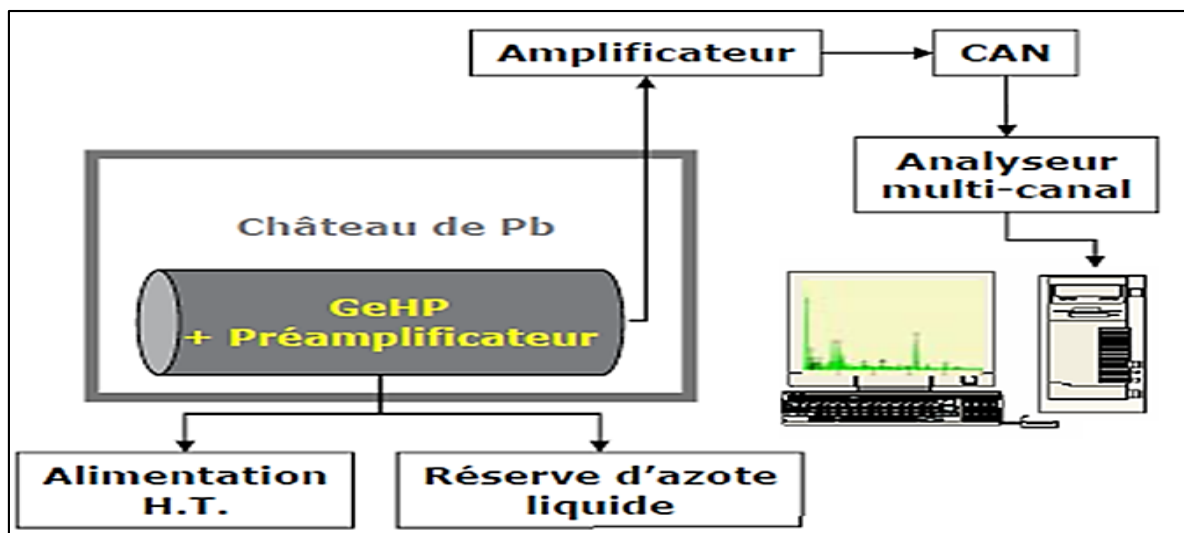 Amplificateur
CAN
Analyseur
multi-canal
Château de Pb
GeHP
+ Préamplificateur
Alimentation
H.T.
Réserve d'azote
liquide